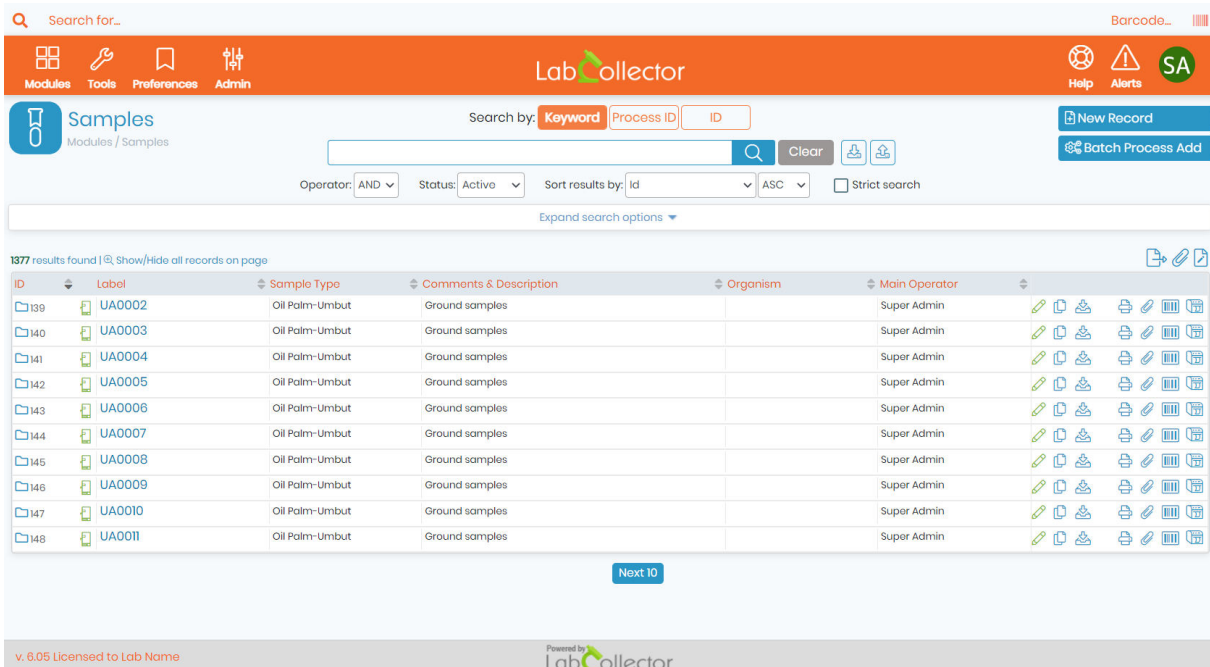 Search for...
Barcode...
Modules Tools Preferences Admin
LabCollector
Help Alerts SA
Samples
Modules / Samples
Search by: Keyword Process ID ID
New Record
Batch Process Add
Clear
Operator: AND Status: Active Sort results by: Id ASC Strict search
Expand search options
1377 results found | Show/Hide all records on page
ID Label Sample Type Comments & Description Organism Main Operator
139 UA0002 Oil Palm-Umbut Ground samples Super Admin
140 UA0003 Oil Palm-Umbut Ground samples Super Admin
141 UA0004 Oil Palm-Umbut Ground samples Super Admin
142 UA0005 Oil Palm-Umbut Ground samples Super Admin
143 UA0006 Oil Palm-Umbut Ground samples Super Admin
144 UA0007 Oil Palm-Umbut Ground samples Super Admin
145 UA0008 Oil Palm-Umbut Ground samples Super Admin
146 UA0009 Oil Palm-Umbut Ground samples Super Admin
147 UA0010 Oil Palm-Umbut Ground samples Super Admin
148 UA0011 Oil Palm-Umbut Ground samples Super Admin
Next 10
v. 6.05 Licensed to Lab Name
Powered by
LabCollector